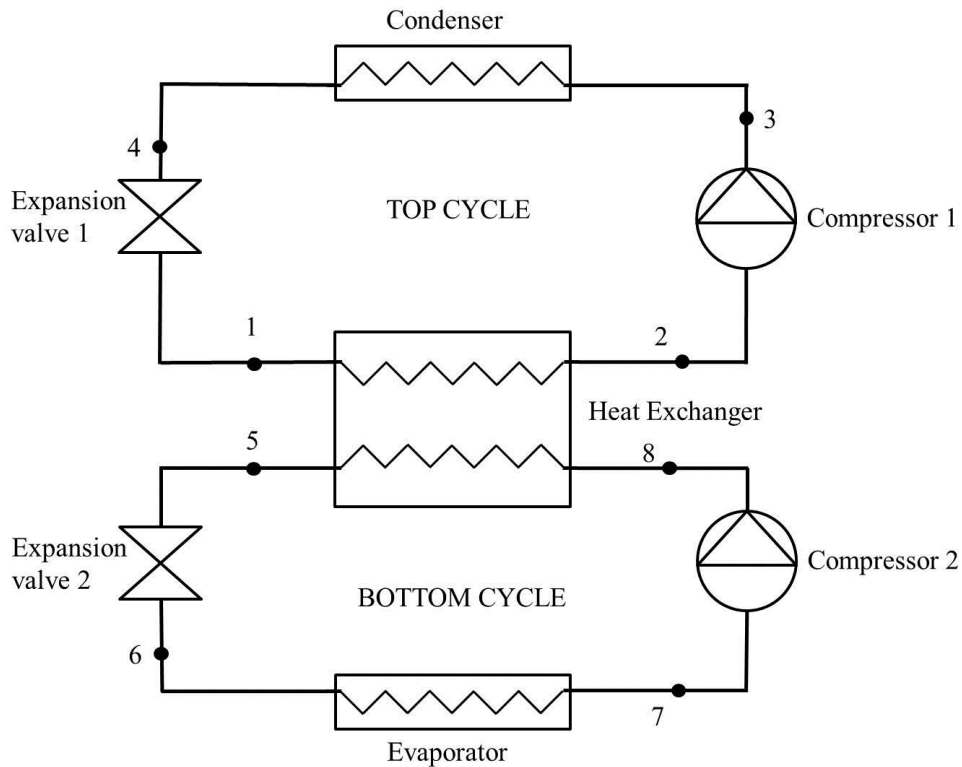 Condenser
3
4
Expansion
valve 1
TOP CYCLE
Compressor 1
1
2
Heat Exchanger
5
8
Expansion
valve 2
Compressor 2
BOTTOM CYCLE
6
7
Evaporator